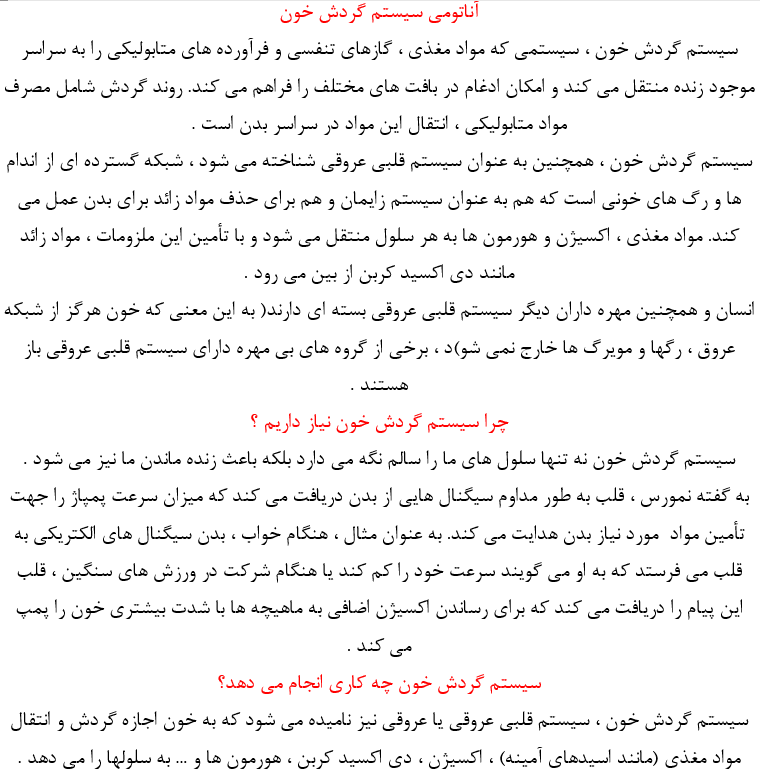 آناتومی سیستم گردش خون
سیستم گردش خون ، سیستمی که مواد مغذی ، گازهای تنفسی و فرآورده های متابولیکی را به سراسر
موجود زنده منتقل می کند و امکان ادغام در بافت های مختلف را فراهم می کند. روند گردش شامل مصرف
مواد متابولیکی ، انتقال این مواد در سراسر بدن است .
سیستم گردش خون ، همچنین به عنوان سیستم قلبی عروقی شناخته می شود ، شبکه گسترده ای از اندام
ها و رگ های خونی است که هم به عنوان سیستم زایمان و هم برای حذف مواد زائد برای بدن عمل می
کند. مواد مغذی ، اکسیژن و هورمون ها به هر سلول منتقل می شود و با تأمین این ملزومات ، مواد زائد
مانند دی اکسید کربن از بین می رود .
انسان و همچنین مهره داران دیگر سیستم قلبی عروقی بسته ای دارند( به این معنی که خون هرگز از شبکه
عروق ، رگها و مویرگ ها خارج نمی شو)د ، برخی از گروه های بی مهره دارای سیستم قلبی عروقی باز
هستند .
چرا سیستم گردش خون نیاز داریم ؟
سیستم گردش خون نه تنها سلول های ما را سالم نگه می دارد بلکه باعث زنده ماندن ما نیز می شود .
به گفته نمورس ، قلب به طور مداوم سیگنال هایی از بدن دریافت می کند که میزان سرعت پمپاژ را جهت
تأمین مواد  مورد نیاز بدن هدایت می کند. به عنوان مثال ، هنگام خواب ، بدن سیگنال های الکتریکی به
قلب می فرستد که به او می گویند سرعت خود را کم کند یا هنگام شرکت در ورزش های سنگین ، قلب
این پیام را دریافت می کند که برای رساندن اکسیژن اضافی به ماهیچه ها با شدت بیشتری خون را پمپ
می کند .
سیستم گردش خون چه کاری انجام می دهد؟
سیستم گردش خون ، سیستم قلبی عروقی یا عروقی نیز نامیده می شود که به خون اجازه گردش و انتقال
مواد مغذی (مانند اسیدهای آمینه) ، اکسیژن ، دی اکسید کربن ، هورمون ها و ... به سلولها را می دهد .